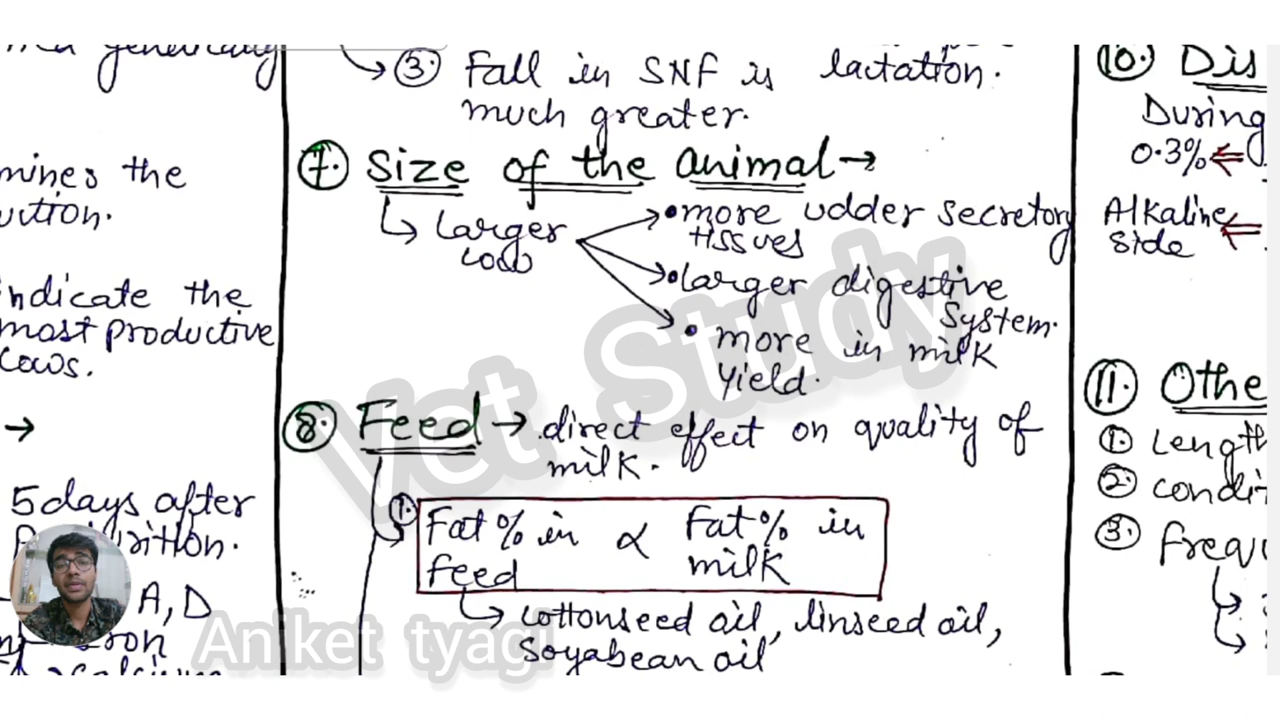 generically
mines the
uction.
indicate the
most productive
Cows.
→
5 days after
Parturition.
A, D
③ Fall in SNF is
much greater.
lactation.
⑦ Size of the animal →
↳ Larger
cow
• more udder secretory
tissues
• larger digestive
System.
• more in milk
Yield.
⑧ Feed → direct effect on quality of
milk.
① Fat % in ∝ Fat % in
feed milk
↳ cottonseed oil, linseed oil,
Soyabean oil
⑩ Dis
During
0.3% ⇐
Alkaline ⇐
Side
⑪ Othe
① Length
② condit
③ frequ
Vet Study
Aniket tyagi